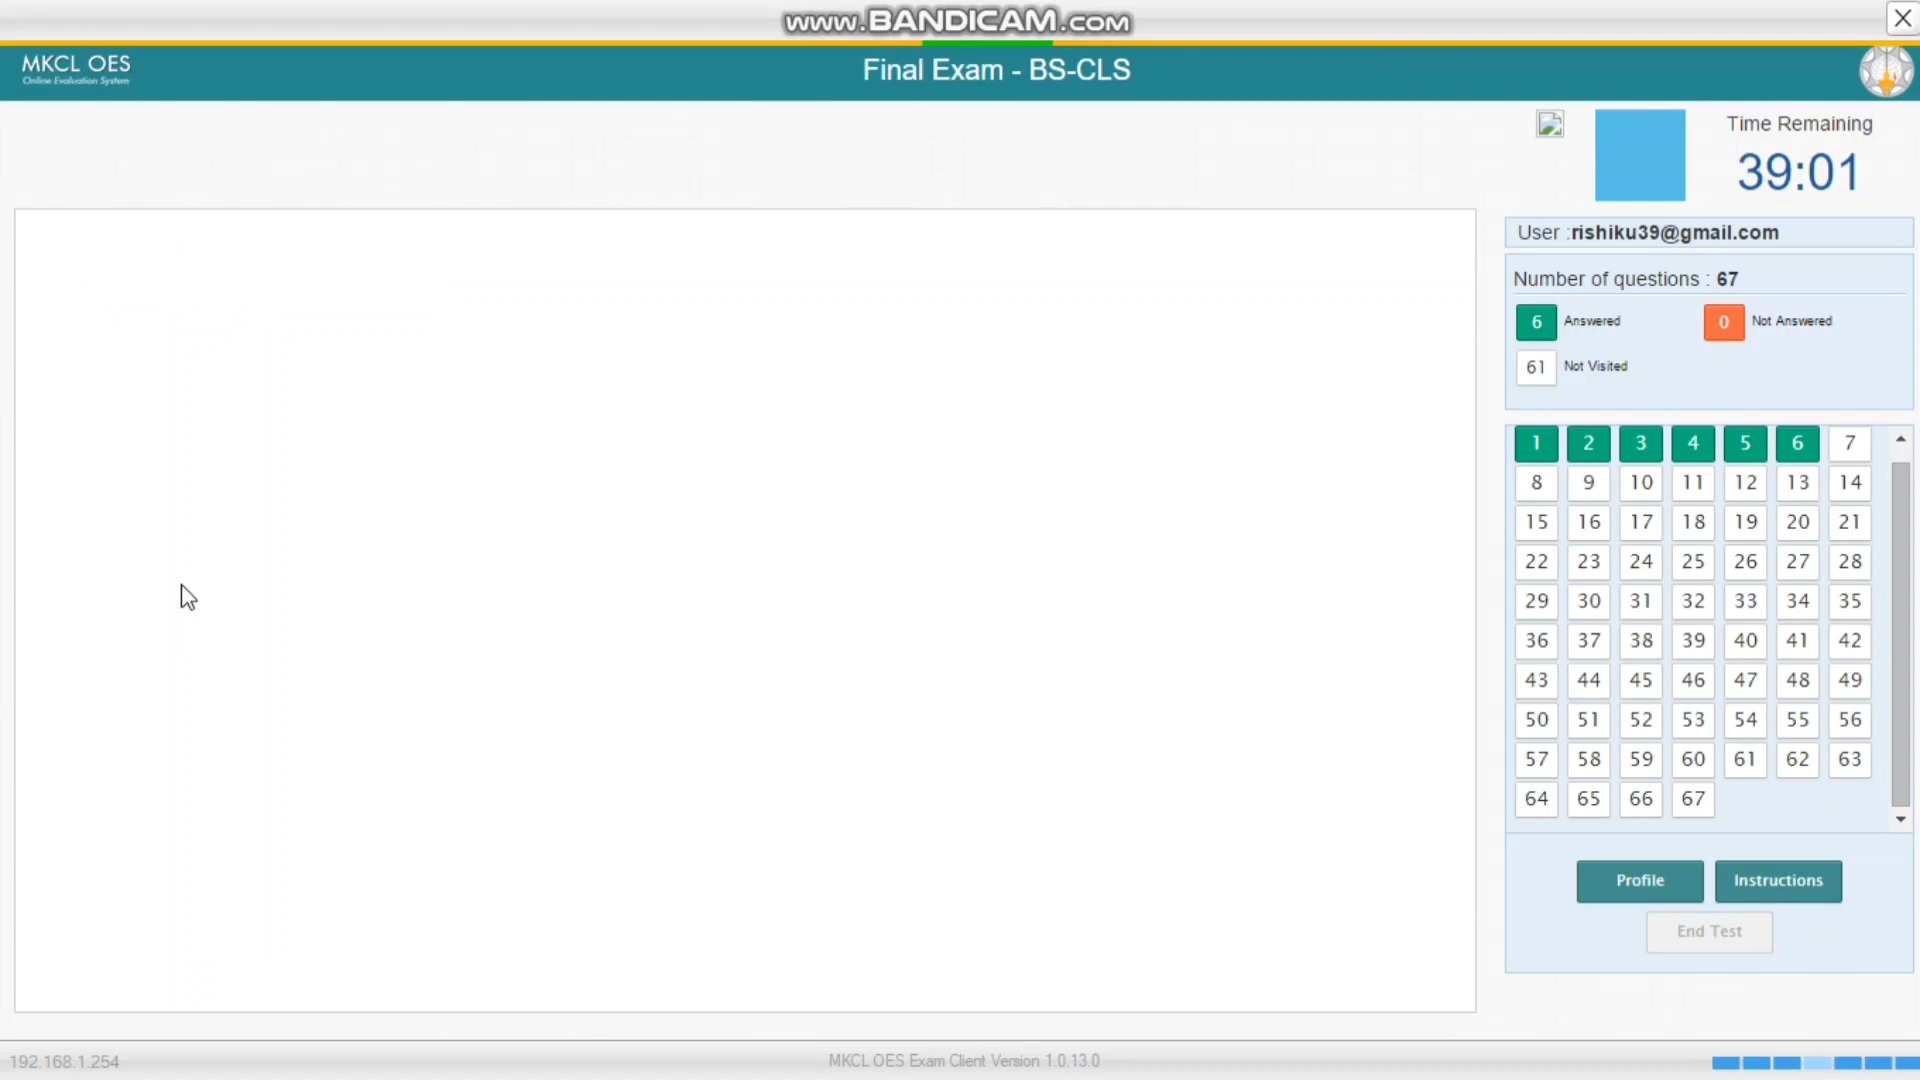 www.BANDICAM.com
MKCL OES
Online Evaluation System
Final Exam - BS-CLS
Time Remaining
39:01
User :rishiku39@gmail.com
Number of questions : 67
6 Answered
0 Not Answered
61 Not Visited
1 2 3 4 5 6 7
8 9 10 11 12 13 14
15 16 17 18 19 20 21
22 23 24 25 26 27 28
29 30 31 32 33 34 35
36 37 38 39 40 41 42
43 44 45 46 47 48 49
50 51 52 53 54 55 56
57 58 59 60 61 62 63
64 65 66 67
Profile Instructions
End Test
192.168.1.254
MKCL OES Exam Client Version 1.0.13.0